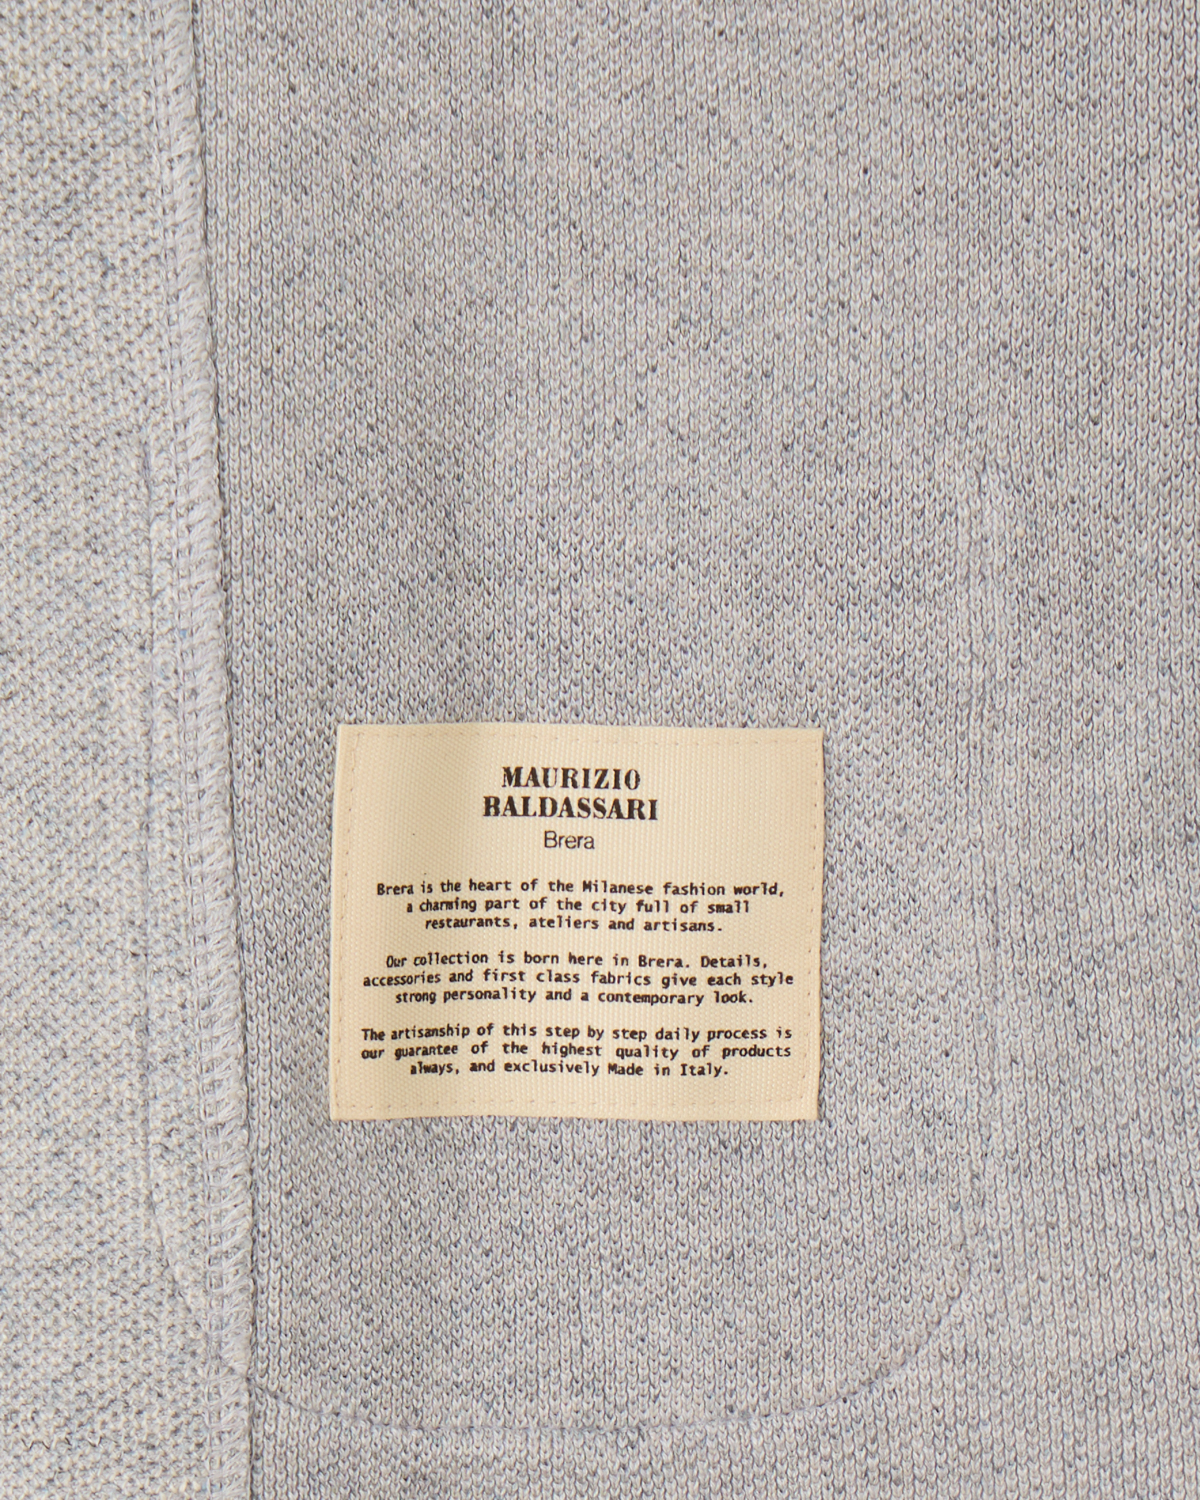 MAURIZIO
BALDASSARI
Brera
Brera is the heart of the Milanese fashion world,
a charming part of the city full of small
restaurants, ateliers and artisans.
Our collection is born here in Brera. Details,
accessories and first class fabrics give each style
strong personality and a contemporary look.
The artisanship of this step by step daily process is
our guarantee of the highest quality of products
always, and exclusively Made in Italy.